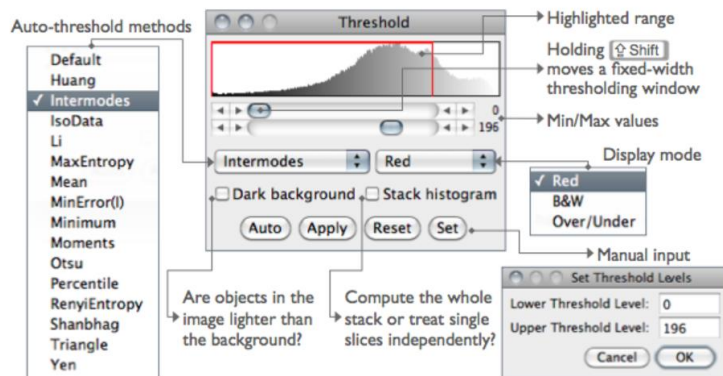 Auto-threshold methods
Default
Huang
✓ Intermodes
IsoData
Li
MaxEntropy
Mean
MinError(I)
Minimum
Moments
Otsu
Percentile
RenyiEntropy
Shanbhag
Triangle
Yen
Threshold
0
196
Intermodes
Red
Dark background
Stack histogram
Auto
Apply
Reset
Set
Highlighted range
Holding ⇧ Shift
moves a fixed-width
thresholding window
Min/Max values
Display mode
✓ Red
B&W
Over/Under
Manual input
Are objects in the
image lighter than
the background?
Compute the whole
stack or treat single
slices independently?
Set Threshold Levels
Lower Threshold Level: 0
Upper Threshold Level: 196
Cancel
OK